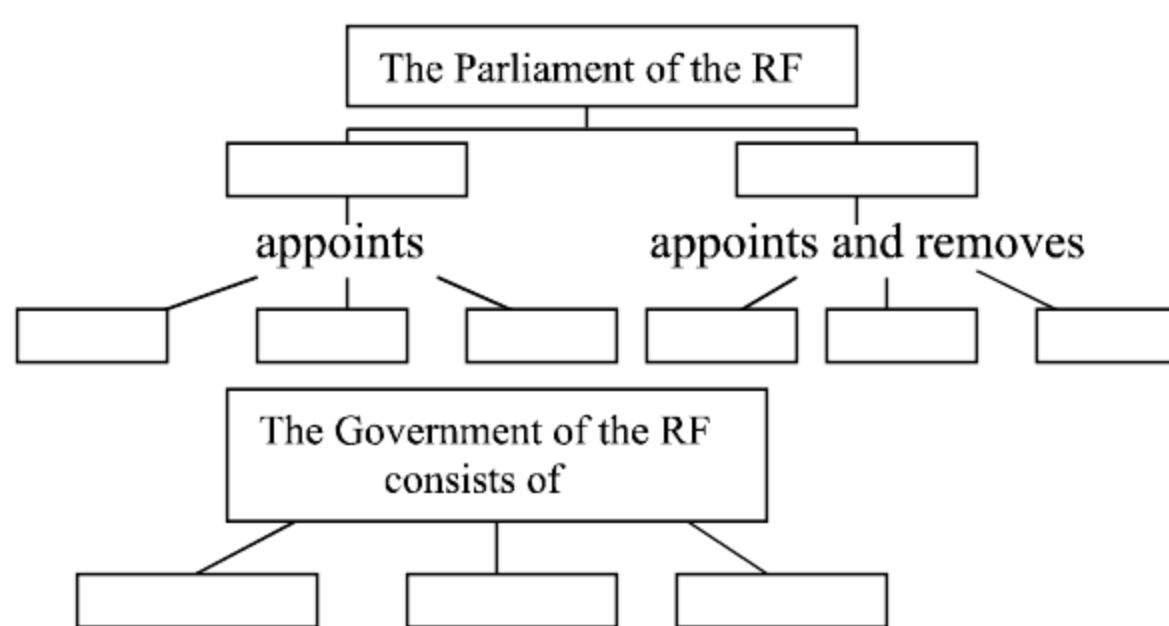 The Parliament of the RF
appoints
appoints and removes
The Government of the RF
consists of